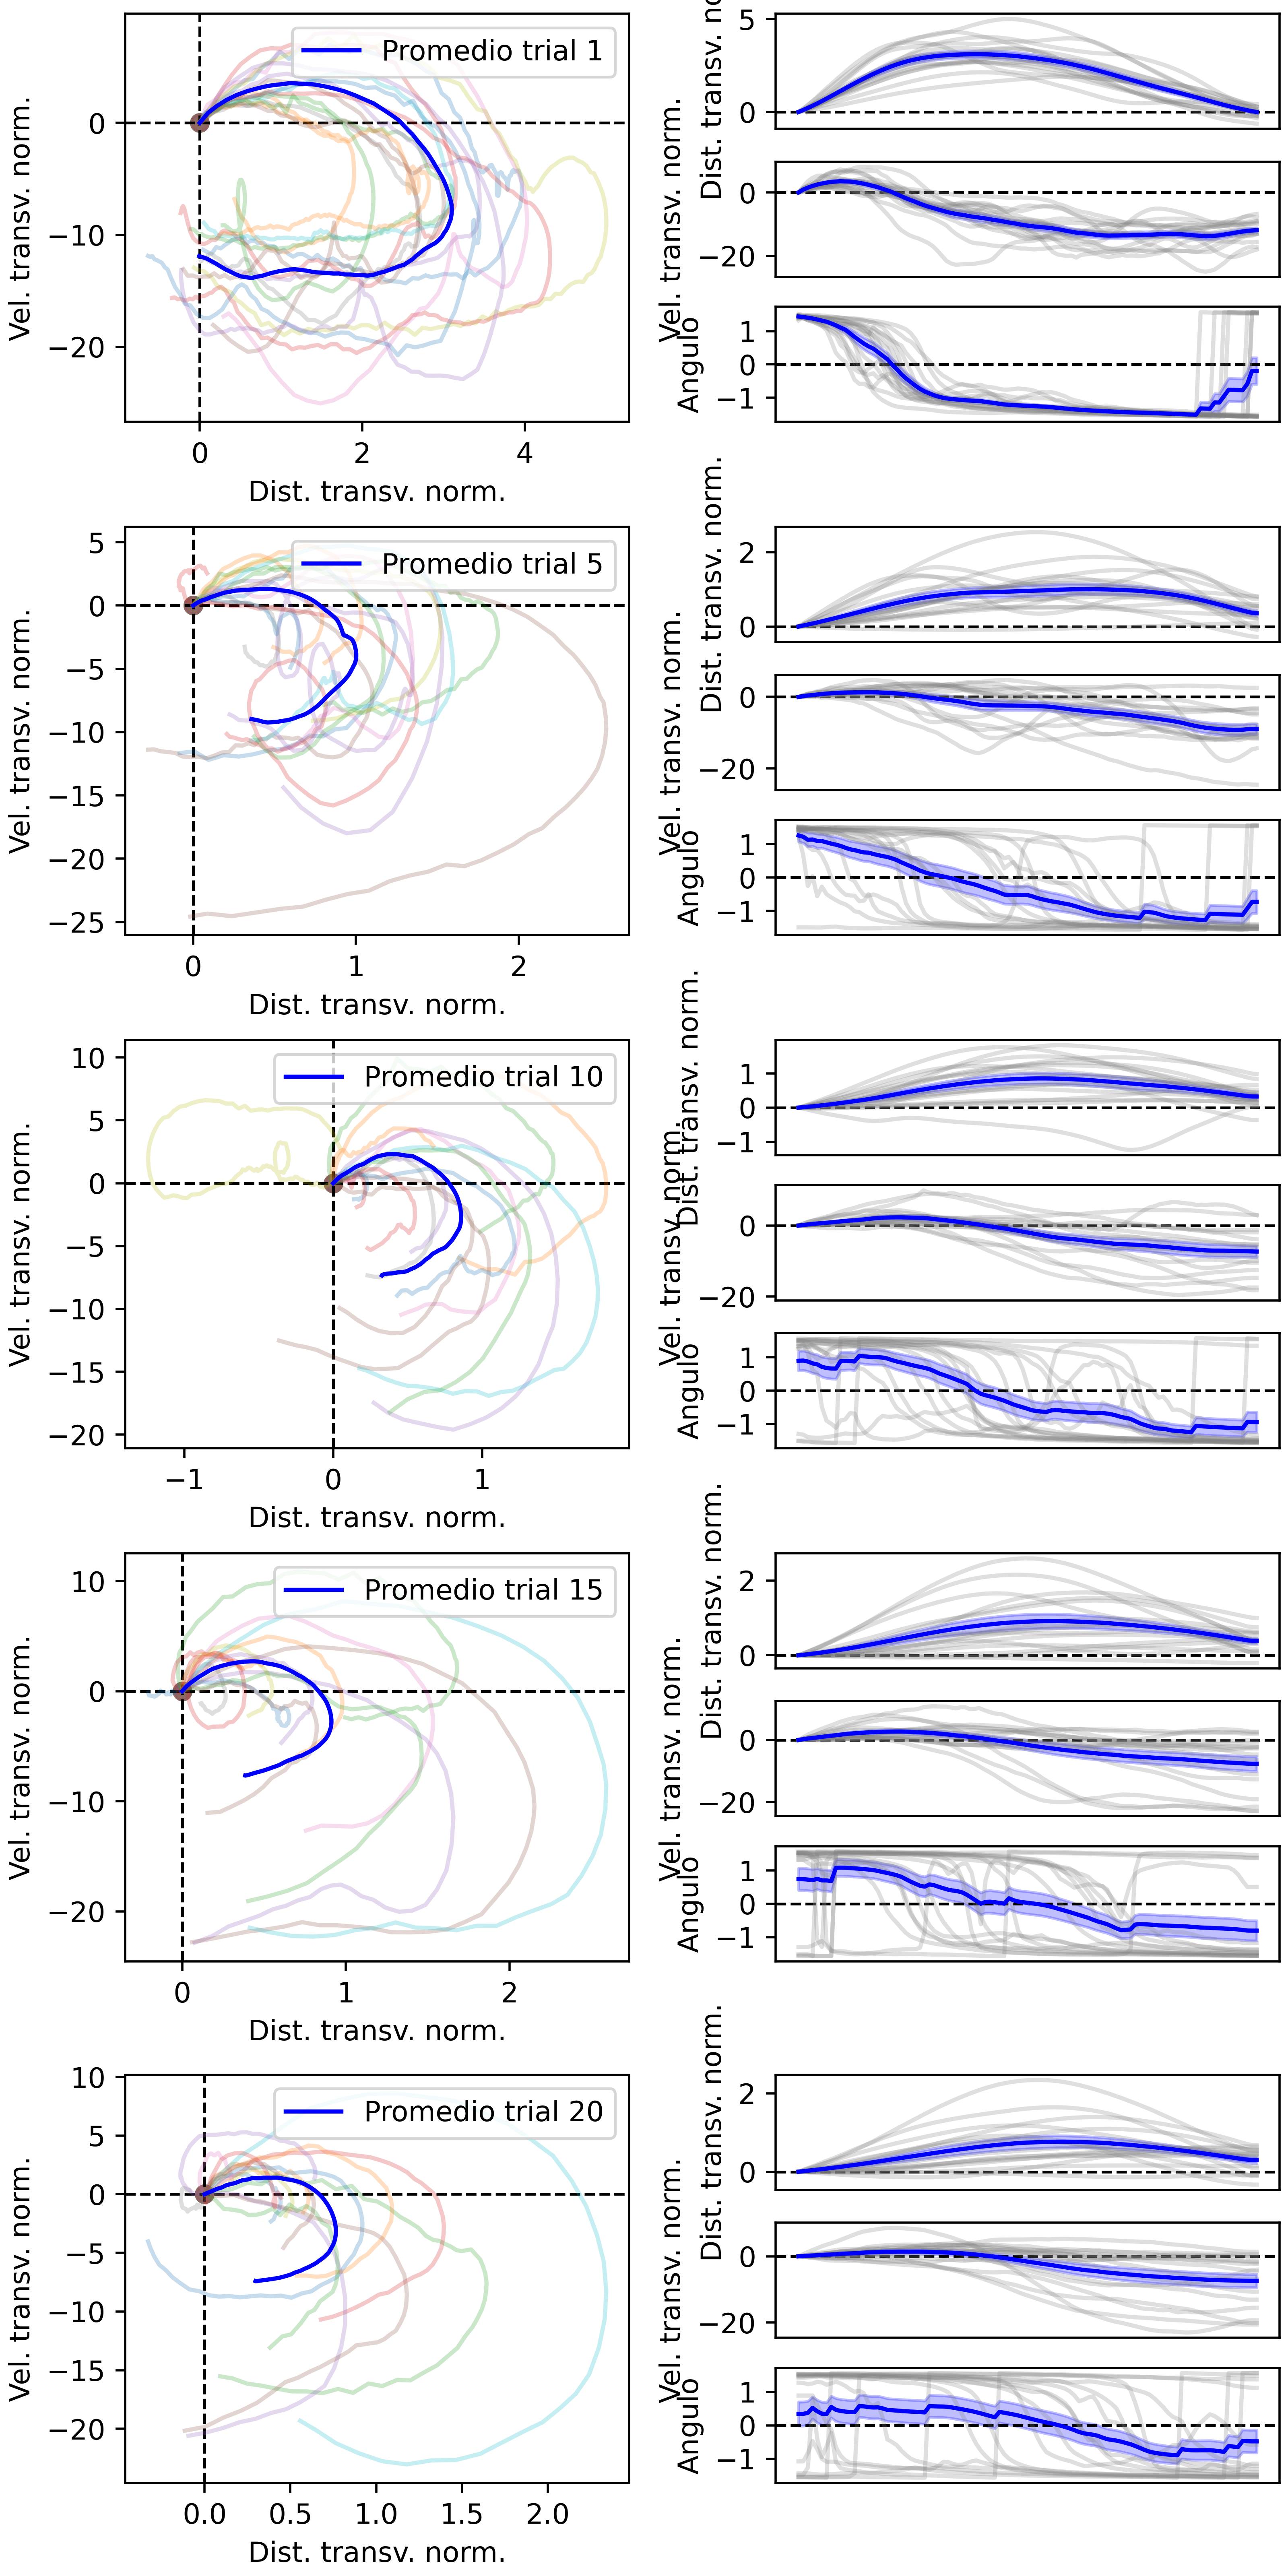 Promedio trial 1
Vel. transv. norm.
0
−10
−20
0 2 4
Dist. transv. norm.
Dist. transv. no
5
0
Vel. transv. norm.
0
−20
Angulo
1
0
−1
Promedio trial 5
Vel. transv. norm.
5
0
−5
−10
−15
−20
−25
0 1 2
Dist. transv. norm.
Dist. transv. norm.
2
0
Vel. transv. norm.
0
−20
Angulo
1
0
−1
Promedio trial 10
Vel. transv. norm.
10
5
0
−5
−10
−15
−20
−1 0 1
Dist. transv. norm.
Dist. transv. norm.
1
0
−1
Vel. transv. norm.
0
−20
Angulo
1
0
−1
Promedio trial 15
Vel. transv. norm.
10
0
−10
−20
0 1 2
Dist. transv. norm.
Dist. transv. norm.
2
0
Vel. transv. norm.
0
−20
Angulo
1
0
−1
Promedio trial 20
Vel. transv. norm.
10
5
0
−5
−10
−15
−20
0.0 0.5 1.0 1.5 2.0
Dist. transv. norm.
Dist. transv. norm.
2
0
Vel. transv. norm.
0
−20
Angulo
1
0
−1